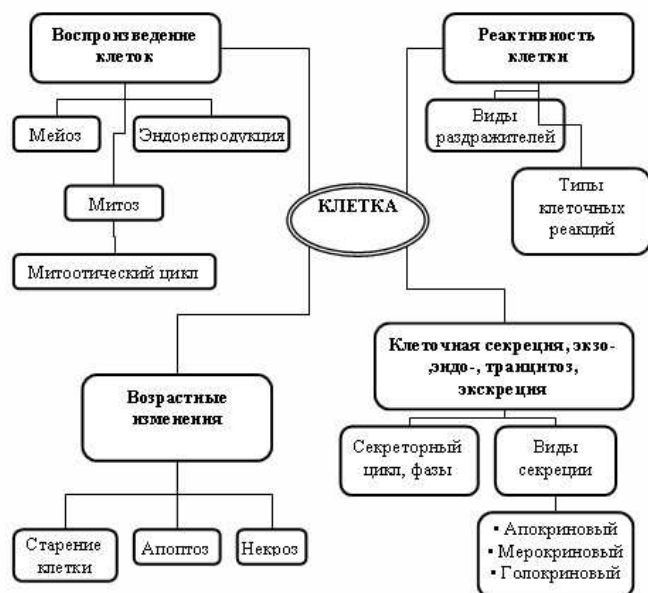 Воспроизведение
клеток
Мейоз
Эндорепродукция
Митоз
Митоотический цикл
Реактивность
клетки
Виды
раздражителей
Типы
клеточных
реакций
КЛЕТКА
Возрастные
изменения
Старение
клетки
Апоптоз
Некроз
Клеточная секреция, экзо-
,эндо-, транцитоз,
экскреция
Секреторный
цикл, фазы
Виды
секреции
▪ Апокриновый
▪ Мерокриновый
▪ Голокриновый